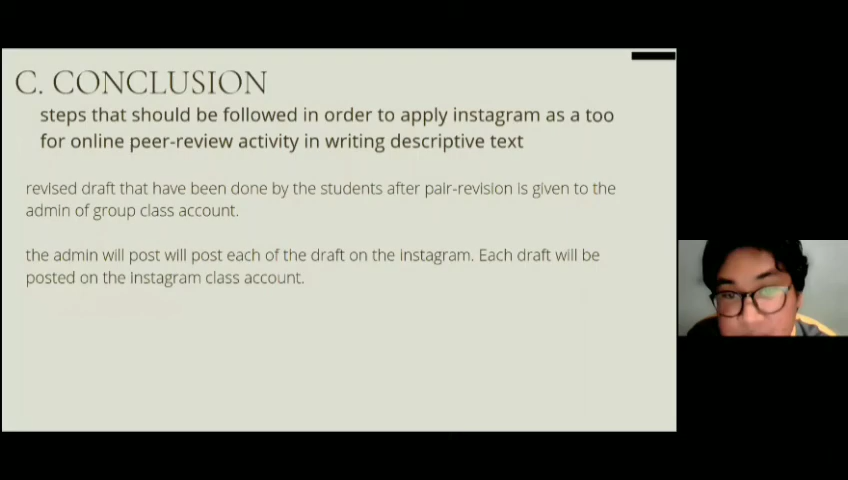 C. CONCLUSION
steps that should be followed in order to apply instagram as a too
for online peer-review activity in writing descriptive text
revised draft that have been done by the students after pair-revision is given to the
admin of group class account.
the admin will post will post each of the draft on the instagram. Each draft will be
posted on the instagram class account.